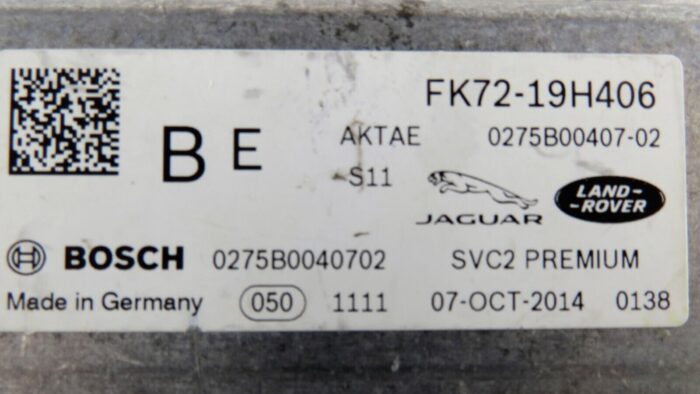 FK72-19H406
B E AKTAE 0275B00407-02
S11
JAGUAR LAND-
-ROVER
BOSCH 0275B0040702 SVC2 PREMIUM
Made in Germany 050 1111 07-OCT-2014 0138